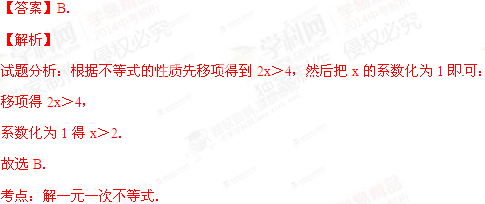 【答案】B.
【解析】
试题分析：根据不等式的性质先移项得到 2x＞4，然后把 x 的系数化为 1 即可：
移项得 2x＞4，
系数化为 1 得 x＞2.
故选 B.
考点：解一元一次不等式.